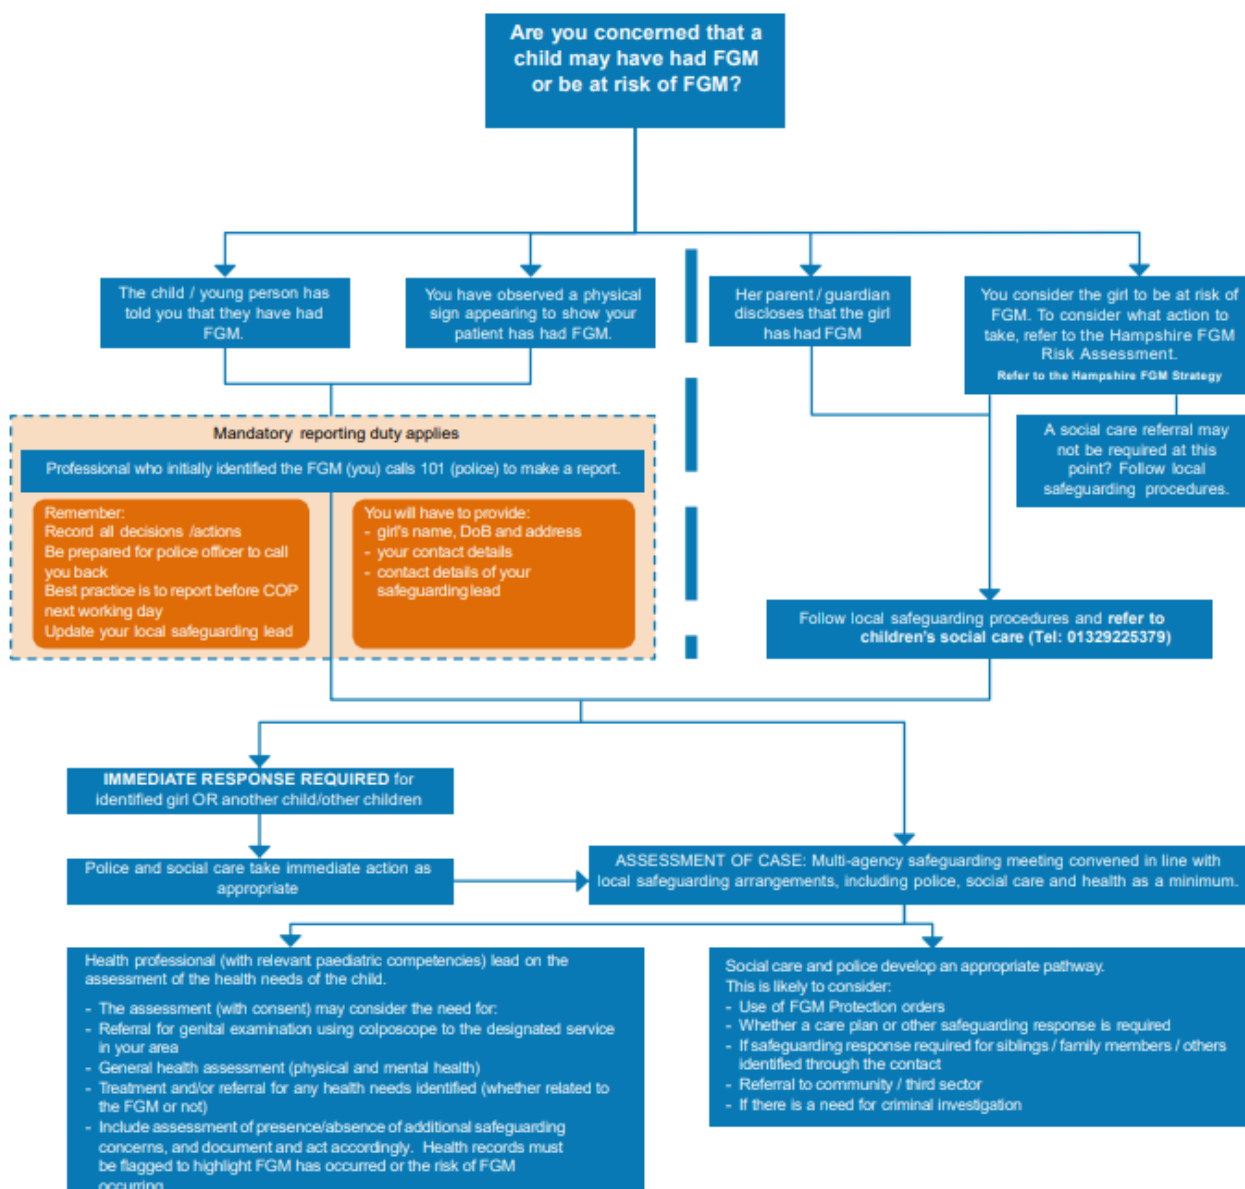 Are you concerned that a
child may have had FGM
or be at risk of FGM?
The child / young person has
told you that they have had
FGM.
You have observed a physical
sign appearing to show your
patient has had FGM.
Her parent / guardian
discloses that the girl
has had FGM
You consider the girl to be at risk of
FGM. To consider what action to
take, refer to the Hampshire FGM
Risk Assessment.
Refer to the Hampshire FGM Strategy
A social care referral may
not be required at this
point? Follow local
safeguarding procedures.
Mandatory reporting duty applies
Professional who initially identified the FGM (you) calls 101 (police) to make a report.
Remember:
Record all decisions /actions
Be prepared for police officer to call
you back
Best practice is to report before COP
next working day
Update your local safeguarding lead
You will have to provide:
- girl's name, DoB and address
- your contact details
- contact details of your
safeguarding lead
Follow local safeguarding procedures and refer to
children's social care (Tel: 01329225379)
IMMEDIATE RESPONSE REQUIRED for
identified girl OR another child/other children
Police and social care take immediate action as
appropriate
ASSESSMENT OF CASE: Multi-agency safeguarding meeting convened in line with
local safeguarding arrangements, including police, social care and health as a minimum.
Health professional (with relevant paediatric competencies) lead on the
assessment of the health needs of the child.
- The assessment (with consent) may consider the need for:
- Referral for genital examination using colposcope to the designated service
in your area
- General health assessment (physical and mental health)
- Treatment and/or referral for any health needs identified (whether related to
the FGM or not)
- Include assessment of presence/absence of additional safeguarding
concerns, and document and act accordingly. Health records must
be flagged to highlight FGM has occurred or the risk of FGM
occurring
Social care and police develop an appropriate pathway.
This is likely to consider:
- Use of FGM Protection orders
- Whether a care plan or other safeguarding response is required
- If safeguarding response required for siblings / family members / others
identified through the contact
- Referral to community / third sector
- If there is a need for criminal investigation